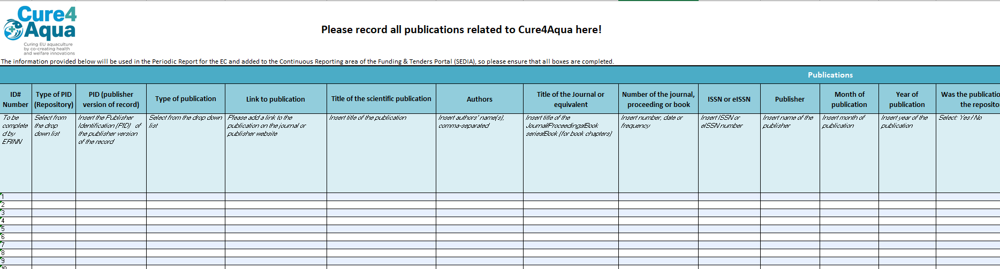 Cure4
Aqua
Curing EU aquaculture
by co-creating health
and welfare innovations
Please record all publications related to Cure4Aqua here!
The information provided below will be used in the Periodic Report for the EC and added to the Continuous Reporting area of the Funding & Tenders Portal (SEDIA), so please ensure that all boxes are completed.
Publications
ID#
Number
Type of PID
(Repository)
PID (publisher
version of record)
Type of publication
Link to publication
Title of the scientific publication
Authors
Title of the Journal or
equivalent
Number of the journal,
proceeding or book
ISSN or eISSN
Publisher
Month of
publication
Year of
publication
Was the publicatio
the reposito
To be
complete
d by
ERINN
Select from
the drop
down list
Insert the Publisher
Identification (PID) of
the publisher version
of the record
Select from the drop down
list
Please add a link to the
publication on the journal or
publisher website
Insert title of the publication
Insert authors' name(s),
comma-separated
Insert title of the
Journal/Proceedings/Book
series/Book (for book chapters)
Insert number, date or
frequency
Insert ISSN or
eISSN number
Insert name of the
publisher
Insert month of
publication
Insert year of the
publication
Select: Yes / No
1
2
3
4
5
6
7
8
9
10